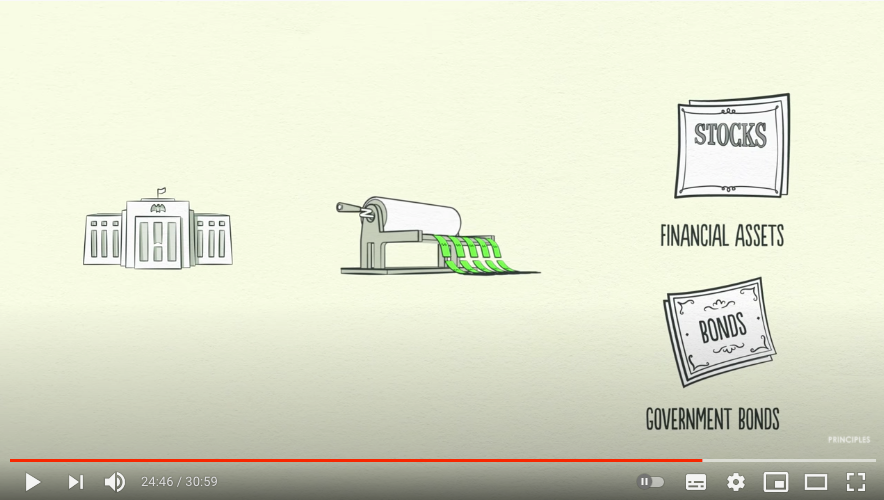 STOCKS
FINANCIAL ASSETS
BONDS
GOVERNMENT BONDS
PRINCIPLES
24:46 / 30:59